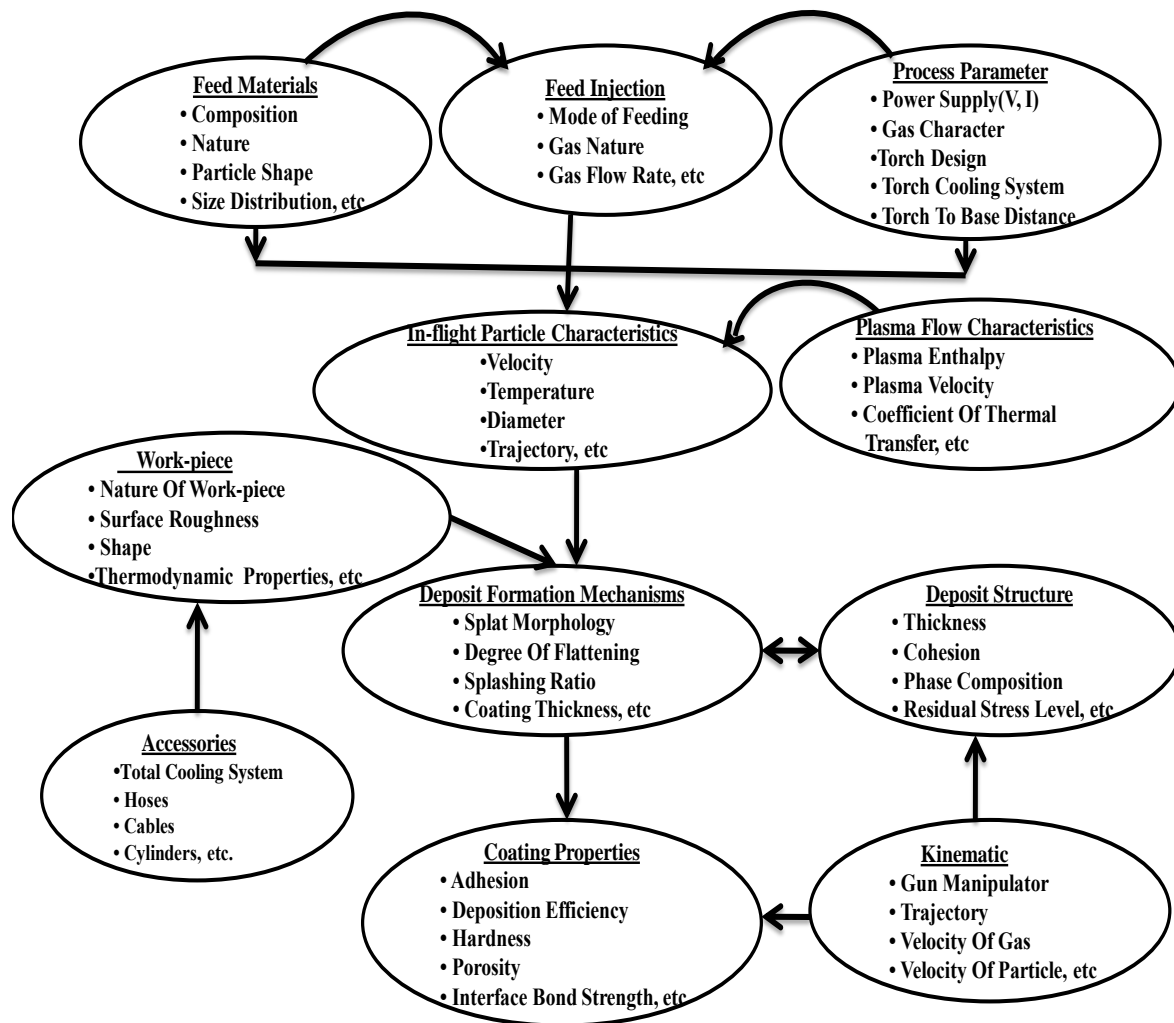 Feed Materials
• Composition
• Nature
• Particle Shape
• Size Distribution, etc
Feed Injection
• Mode of Feeding
• Gas Nature
• Gas Flow Rate, etc
Process Parameter
• Power Supply(V, I)
• Gas Character
•Torch Design
• Torch Cooling System
• Torch To Base Distance
In-flight Particle Characteristics
•Velocity
•Temperature
•Diameter
•Trajectory, etc
Plasma Flow Characteristics
• Plasma Enthalpy
• Plasma Velocity
• Coefficient Of Thermal
Transfer, etc
Work-piece
• Nature Of Work-piece
• Surface Roughness
• Shape
•Thermodynamic Properties, etc
Deposit Formation Mechanisms
• Splat Morphology
• Degree Of Flattening
• Splashing Ratio
• Coating Thickness, etc
Deposit Structure
• Thickness
• Cohesion
• Phase Composition
• Residual Stress Level, etc
Accessories
•Total Cooling System
• Hoses
• Cables
• Cylinders, etc.
Coating Properties
• Adhesion
• Deposition Efficiency
• Hardness
• Porosity
• Interface Bond Strength, etc
Kinematic
• Gun Manipulator
• Trajectory
• Velocity Of Gas
• Velocity Of Particle, etc